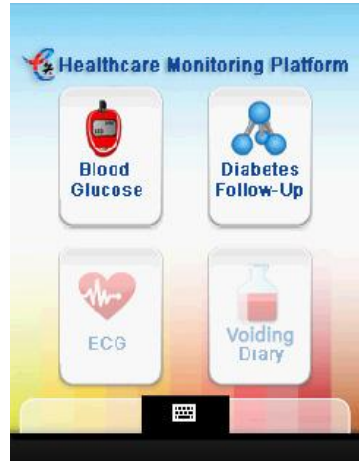 Healthcare Monitoring Platform
Blood
Glucose
Diabetes
Follow-Up
ECG
Voiding
Diary